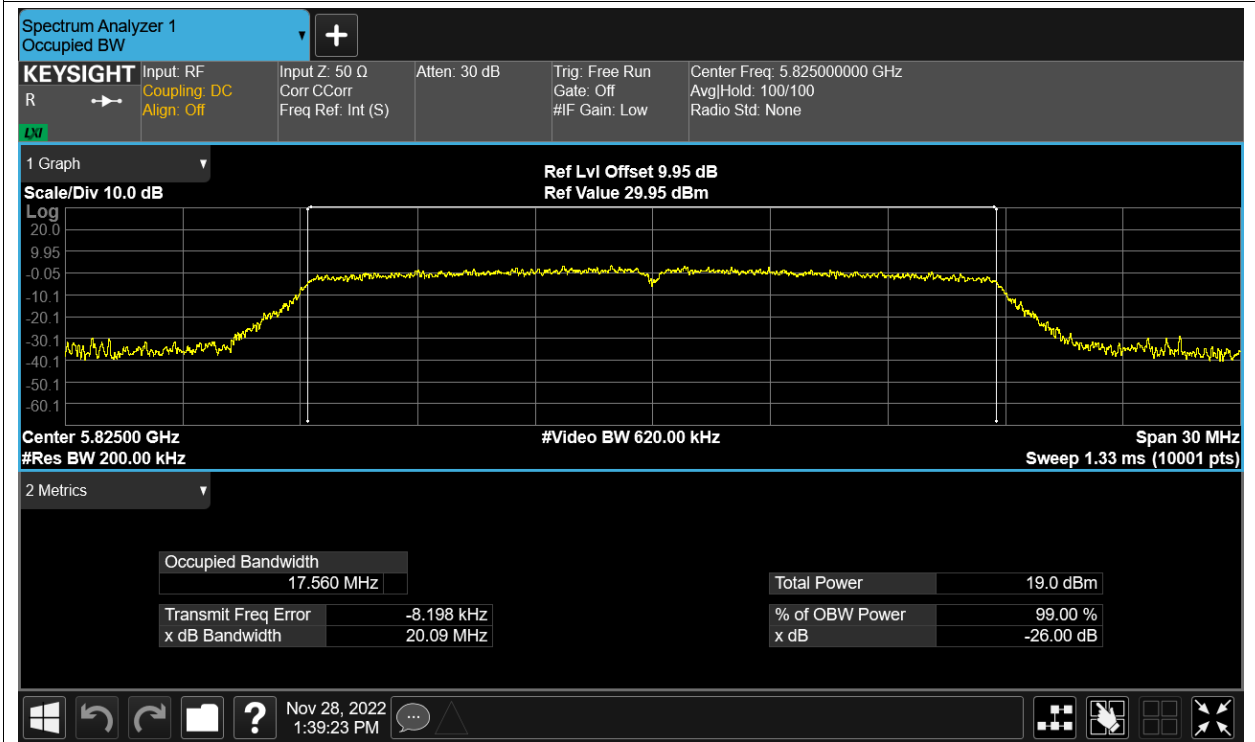 Spectrum Analyzer 1
Occupied BW
KEYSIGHT
R
LXI
Input: RF
Coupling: DC
Align: Off
Input Z: 50 Ω
Corr CCorr
Freq Ref: Int (S)
Atten: 30 dB
Trig: Free Run
Gate: Off
#IF Gain: Low
Center Freq: 5.825000000 GHz
Avg|Hold: 100/100
Radio Std: None
1 Graph
Scale/Div 10.0 dB
Ref Lvl Offset 9.95 dB
Ref Value 29.95 dBm
Log
20.0
9.95
-0.05
-10.1
-20.1
-30.1
-40.1
-50.1
-60.1
Center 5.82500 GHz
#Video BW 620.00 kHz
Span 30 MHz
#Res BW 200.00 kHz
Sweep 1.33 ms (10001 pts)
2 Metrics
Occupied Bandwidth
17.560 MHz
Transmit Freq Error -8.198 kHz
x dB Bandwidth 20.09 MHz
Total Power 19.0 dBm
% of OBW Power 99.00 %
x dB -26.00 dB
?
Nov 28, 2022
1:39:23 PM